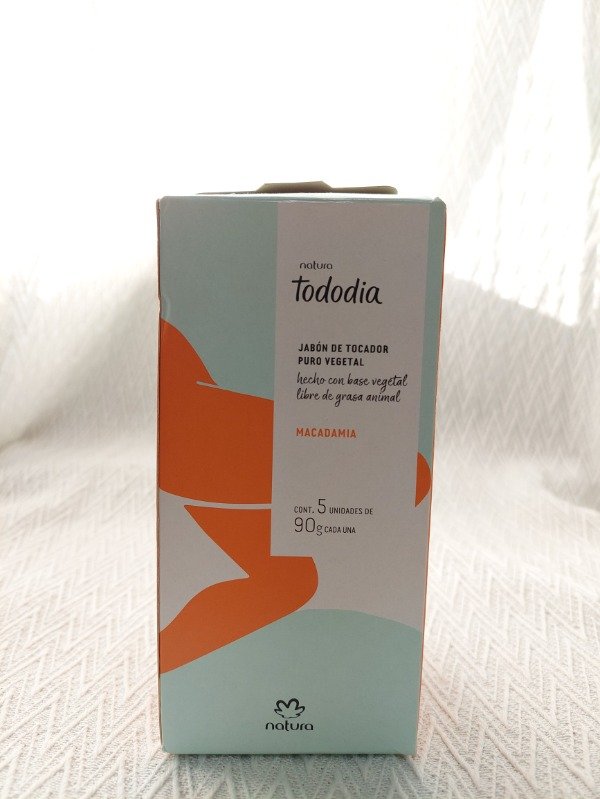 natura
Tododia
JABÓN DE TOCADOR
PURO VEGETAL
hecho con base vegetal
libre de grasa animal
MACADAMIA
CONT. 5 UNIDADES DE
90g CADA UNA
natura